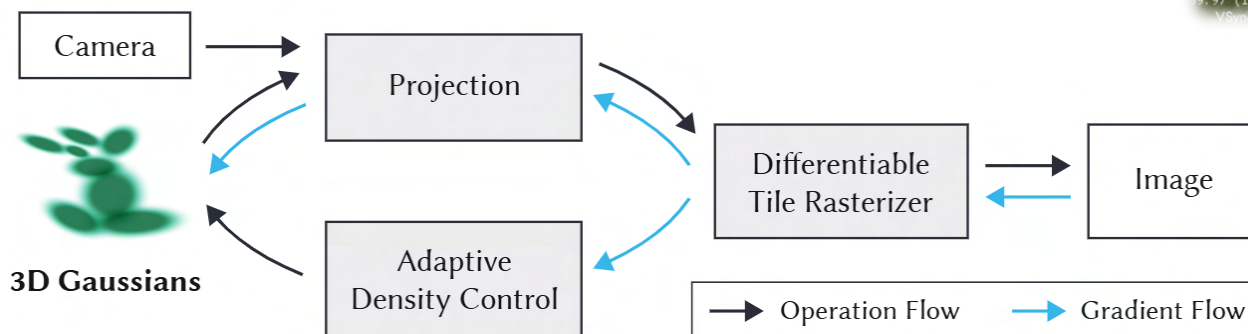 Camera
Projection
Differentiable
Tile Rasterizer
Image
3D Gaussians
Adaptive
Density Control
Operation Flow
Gradient Flow